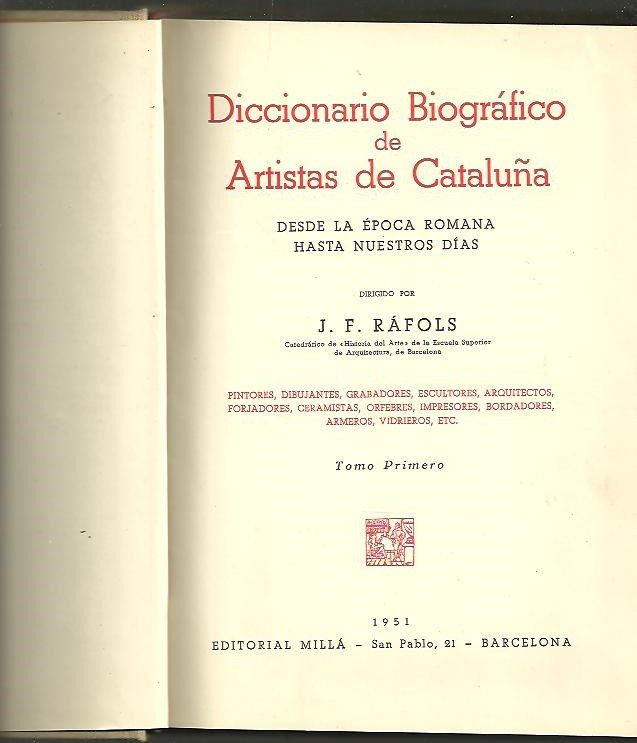 Diccionario Biográfico
de
Artistas de Cataluña
DESDE LA ÉPOCA ROMANA
HASTA NUESTROS DÍAS
DIRIGIDO POR
J. F. RÁFOLS
Catedrático de «Historia del Arte» de la Escuela Superior
de Arquitectura, de Barcelona
PINTORES, DIBUJANTES, GRABADORES, ESCULTORES, ARQUITECTOS,
FORJADORES, CERAMISTAS, ORFEBRES, IMPRESORES, BORDADORES,
ARMEROS, VIDRIEROS, ETC.
Tomo Primero
1951
EDITORIAL MILLÁ – San Pablo, 21 – BARCELONA